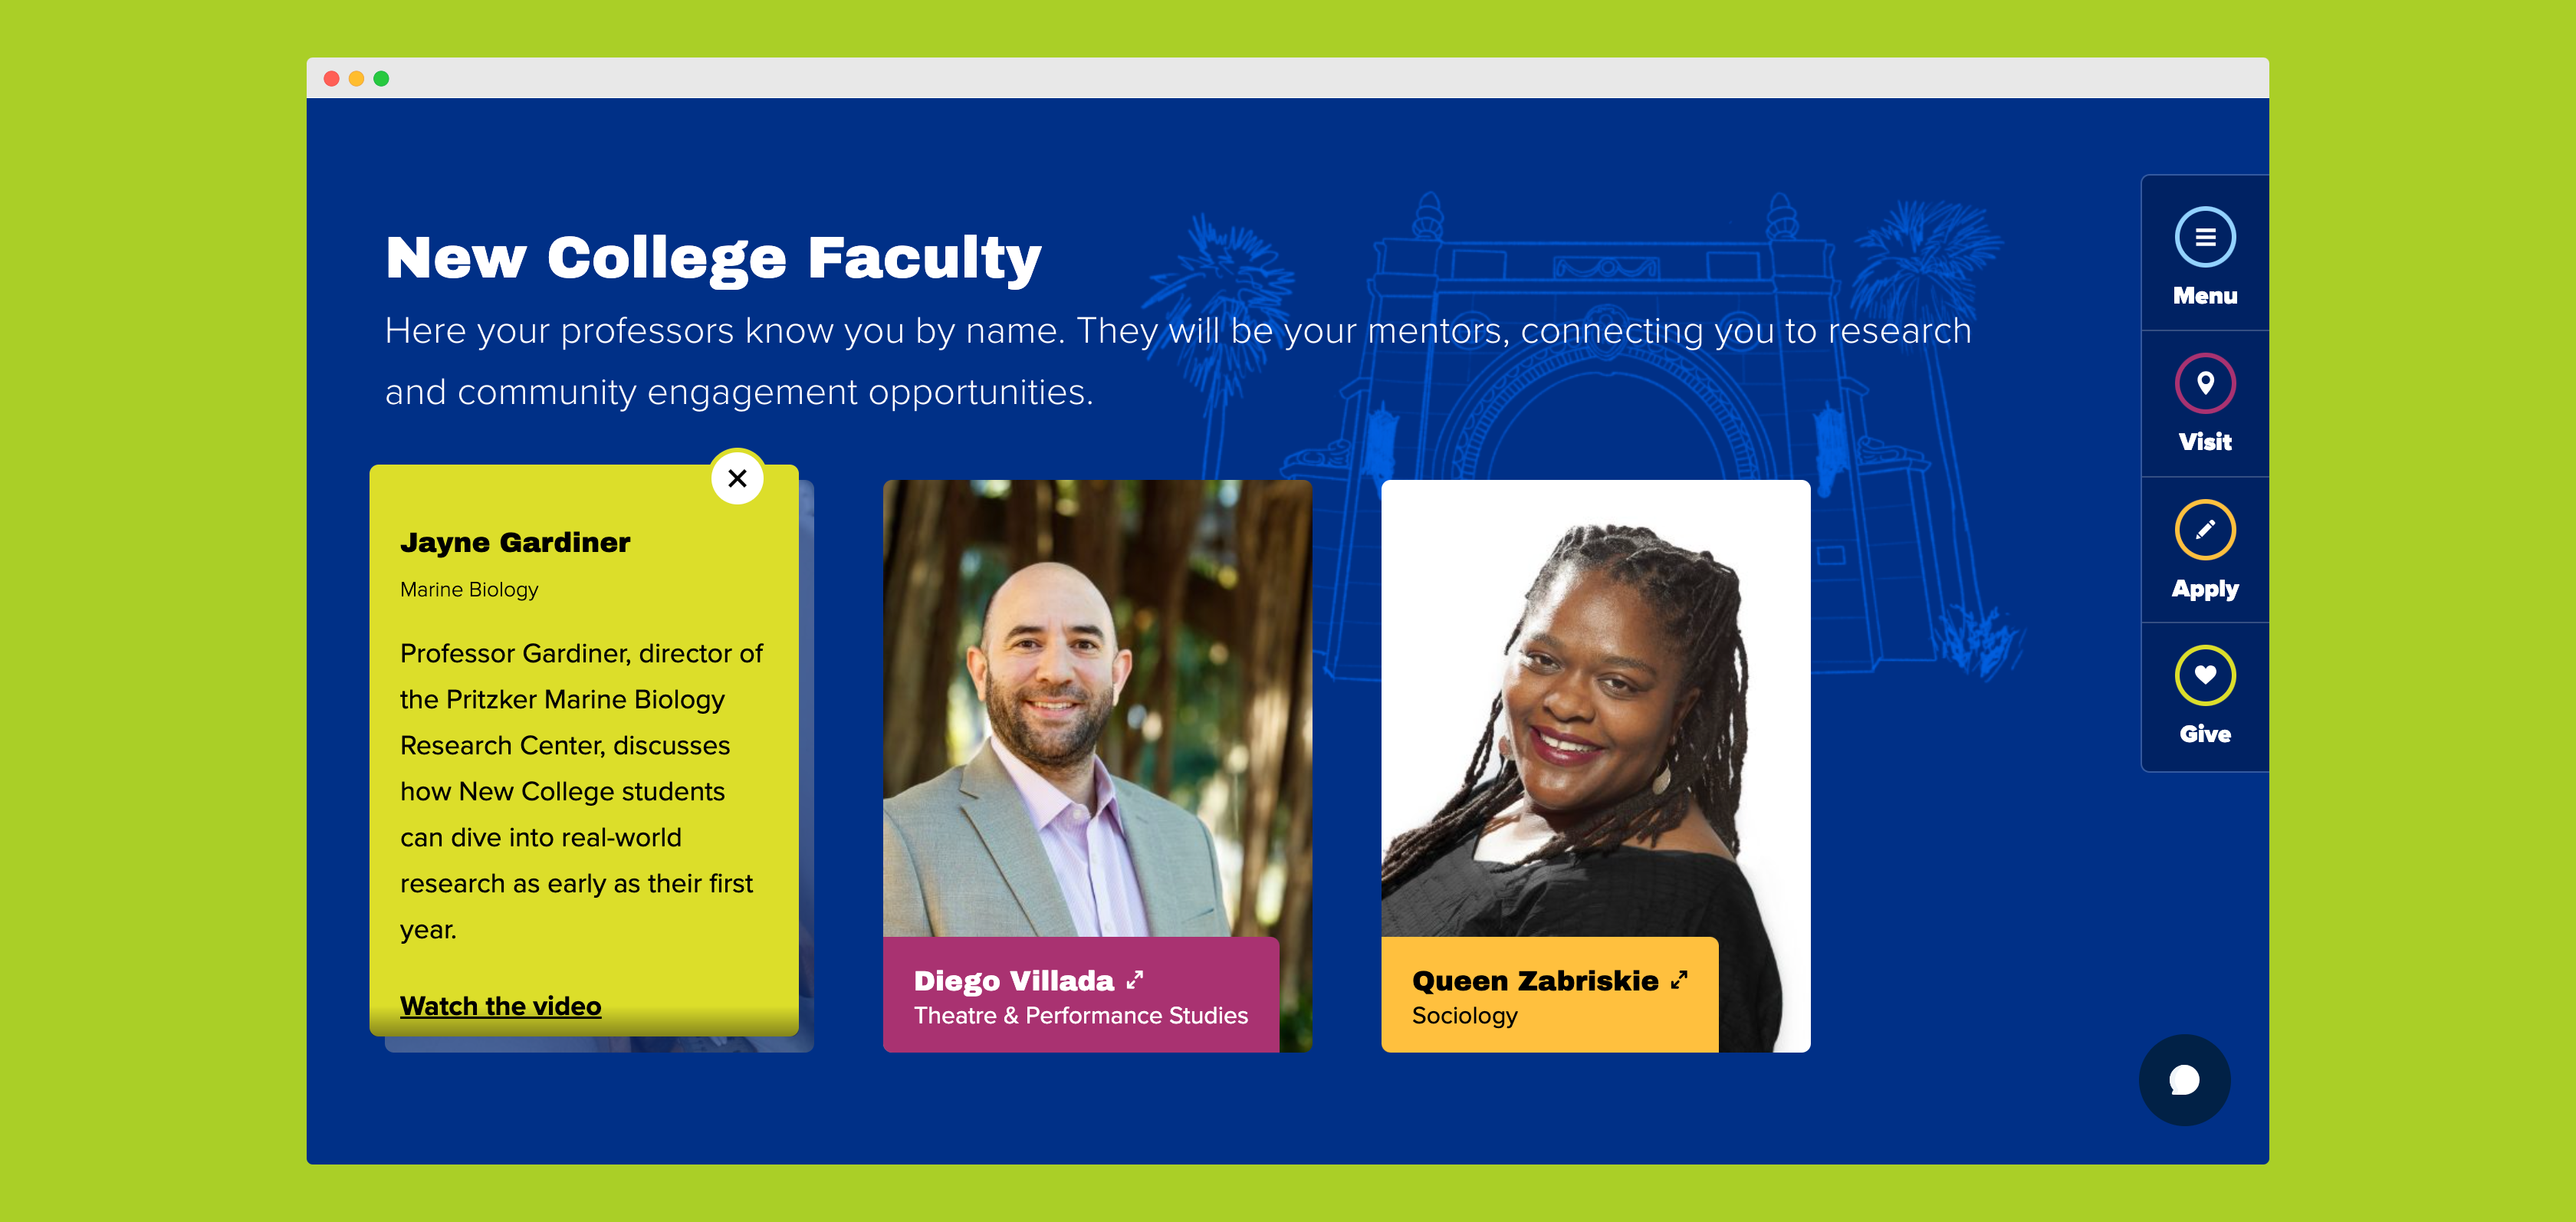 New College Faculty
Here your professors know you by name. They will be your mentors, connecting you to research
and community engagement opportunities.
Jayne Gardiner
Marine Biology
Professor Gardiner, director of
the Pritzker Marine Biology
Research Center, discusses
how New College students
can dive into real-world
research as early as their first
year.
Watch the video
Diego Villada
Theatre & Performance Studies
Queen Zabriskie
Sociology
Menu
Visit
Apply
Give